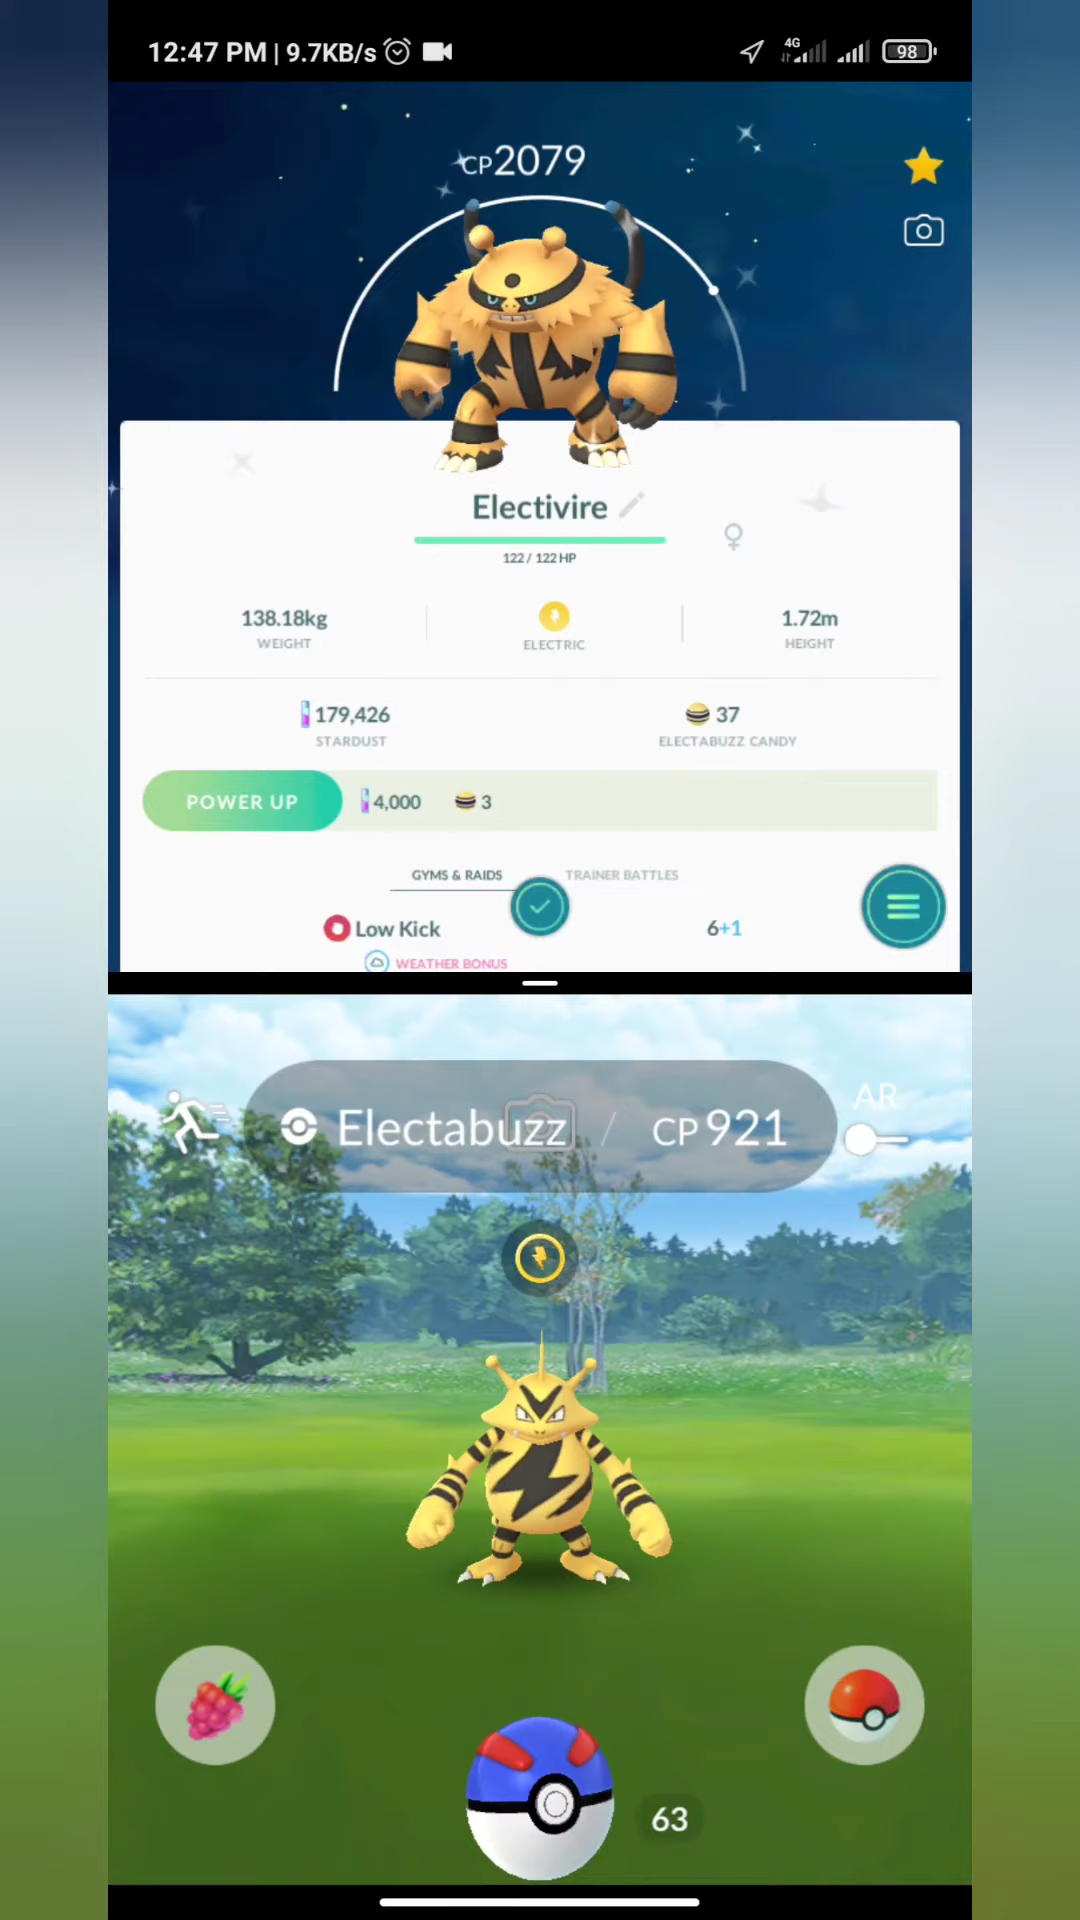 12:47 PM | 9.7KB/s
4G
98
CP2079
Electivire
122 / 122 HP
138.18kg
WEIGHT
ELECTRIC
1.72m
HEIGHT
179,426
STARDUST
37
ELECTABUZZ CANDY
POWER UP
4,000
3
GYMS & RAIDS
TRAINER BATTLES
Low Kick
6+1
WEATHER BONUS
AR
Electabuzz / CP921
63